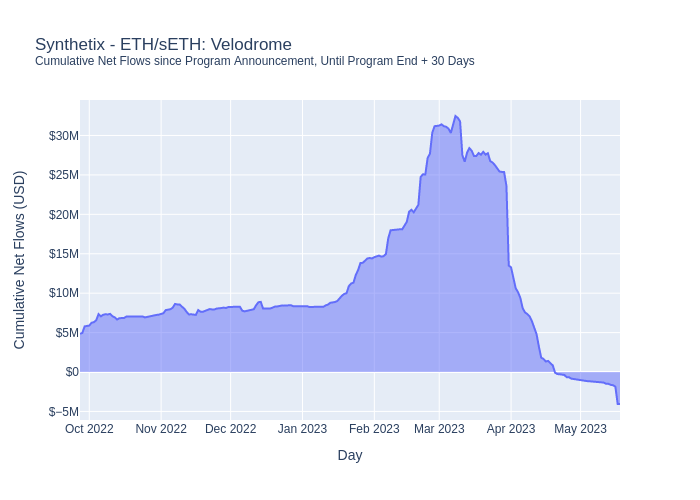 Synthetix - ETH/sETH: Velodrome
Cumulative Net Flows since Program Announcement, Until Program End + 30 Days
Cumulative Net Flows (USD)
$30M
$25M
$20M
$15M
$10M
$5M
$0
$−5M
Oct 2022 Nov 2022 Dec 2022 Jan 2023 Feb 2023 Mar 2023 Apr 2023 May 2023
Day